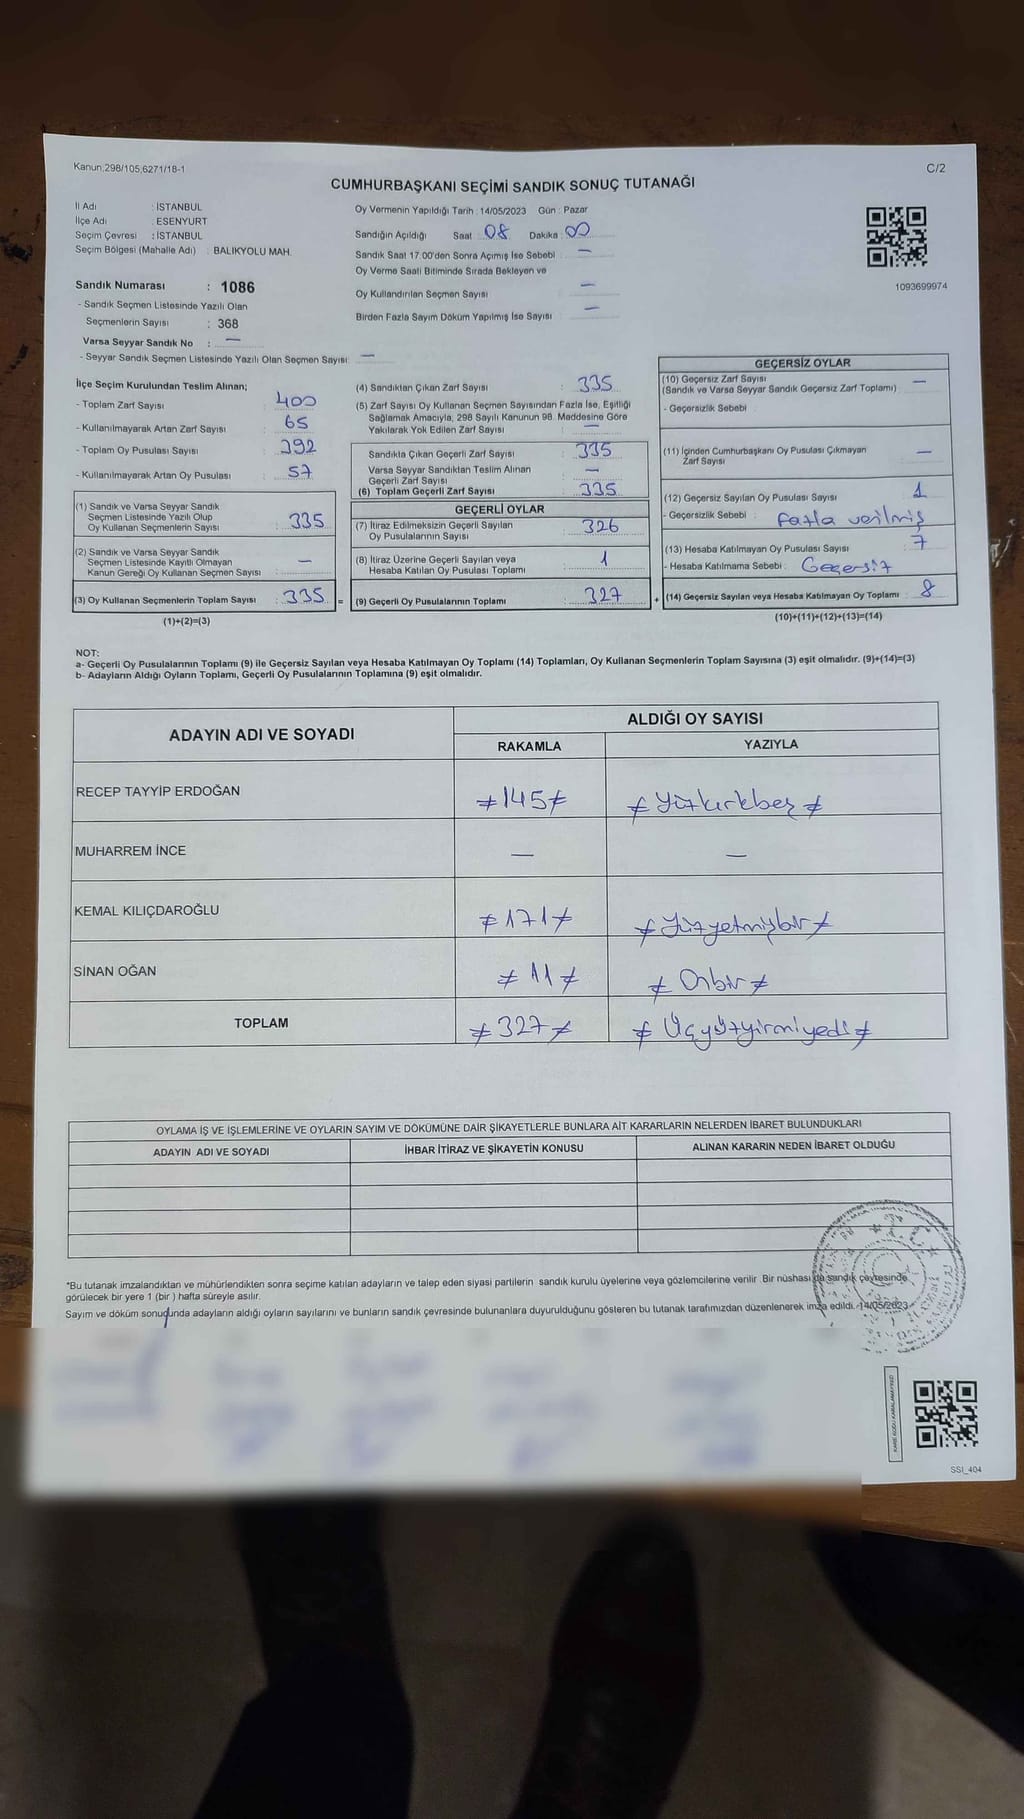 Kanun;298/105,6271/18-1
C/2
CUMHURBAŞKANI SEÇİMİ SANDIK SONUÇ TUTANAĞI
İl Adı : İSTANBUL
İlçe Adı : ESENYURT
Seçim Çevresi : İSTANBUL
Seçim Bölgesi (Mahalle Adı) : BALIKYOLU MAH.
Sandık Numarası : 1086
- Sandık Seçmen Listesinde Yazılı Olan
Seçmenlerin Sayısı : 368
Varsa Seyyar Sandık No : —
- Seyyar Sandık Seçmen Listesinde Yazılı Olan Seçmen Sayısı: —
Oy Vermenin Yapıldığı Tarih : 14/05/2023 Gün : Pazar
Sandığın Açıldığı Saat : 08 Dakika : 00
Sandık Saat 17.00'den Sonra Açımış İse Sebebi : —
Oy Verme Saati Bitiminde Sırada Bekleyen ve
Oy Kullandırılan Seçmen Sayısı : —
Birden Fazla Sayım Döküm Yapılmış İse Sayısı : —
1093699974
İlçe Seçim Kurulundan Teslim Alınan;
- Toplam Zarf Sayısı : 400
- Kullanılmayarak Artan Zarf Sayısı : 65
- Toplam Oy Pusulası Sayısı : 392
- Kullanılmayarak Artan Oy Pusulası : 57
(1) Sandık ve Varsa Seyyar Sandık
Seçmen Listesinde Yazılı Olup
Oy Kullanan Seçmenlerin Sayısı : 335
(2) Sandık ve Varsa Seyyar Sandık
Seçmen Listesinde Kayıtlı Olmayan
Kanun Gereği Oy Kullanan Seçmen Sayısı : —
(3) Oy Kullanan Seçmenlerin Toplam Sayısı : 335 =
(1)+(2)=(3)
(4) Sandıktan Çıkan Zarf Sayısı : 335
(5) Zarf Sayısı Oy Kullanan Seçmen Sayısından Fazla İse, Eşitliği
Sağlamak Amacıyla, 298 Sayılı Kanunun 98. Maddesine Göre
Yakılarak Yok Edilen Zarf Sayısı : —
Sandıkta Çıkan Geçerli Zarf Sayısı : 335
Varsa Seyyar Sandıktan Teslim Alınan
Geçerli Zarf Sayısı : —
(6) Toplam Geçerli Zarf Sayısı : 335
GEÇERLİ OYLAR
(7) İtiraz Edilmeksizin Geçerli Sayılan
Oy Pusulalarının Sayısı : 326
(8) İtiraz Üzerine Geçerli Sayılan veya
Hesaba Katılan Oy Pusulası Toplamı : 1
(9) Geçerli Oy Pusulalarının Toplamı : 327 +
GEÇERSİZ OYLAR
(10) Geçersiz Zarf Sayısı
(Sandık ve Varsa Seyyar Sandık Geçersiz Zarf Toplamı) : —
- Geçersizlik Sebebi :
(11) İçinden Cumhurbaşkanı Oy Pusulası Çıkmayan
Zarf Sayısı : —
(12) Geçersiz Sayılan Oy Pusulası Sayısı : 1
- Geçersizlik Sebebi : fazla verilmiş
(13) Hesaba Katılmayan Oy Pusulası Sayısı : 7
- Hesaba Katılmama Sebebi : Geçersiz
(14) Geçersiz Sayılan veya Hesaba Katılmayan Oy Toplamı : 8
(10)+(11)+(12)+(13)=(14)
NOT:
a- Geçerli Oy Pusulalarının Toplamı (9) ile Geçersiz Sayılan veya Hesaba Katılmayan Oy Toplamı (14) Toplamları, Oy Kullanan Seçmenlerin Toplam Sayısına (3) eşit olmalıdır. (9)+(14)=(3)
b- Adayların Aldığı Oyların Toplamı, Geçerli Oy Pusulalarının Toplamına (9) eşit olmalıdır.
ADAYIN ADI VE SOYADI
ALDIĞI OY SAYISI
RAKAMLA YAZIYLA
RECEP TAYYİP ERDOĞAN ≠145≠ ≠ Yüzkırkbeş ≠
MUHARREM İNCE — —
KEMAL KILIÇDAROĞLU ≠171≠ ≠ Yüzyetmişbir ≠
SİNAN OĞAN ≠ 11 ≠ ≠ Onbir ≠
TOPLAM ≠327≠ ≠ Üçyüzyirmiyedi ≠
OYLAMA İŞ VE İŞLEMLERİNE VE OYLARIN SAYIM VE DÖKÜMÜNE DAİR ŞİKAYETLERLE BUNLARA AİT KARARLARIN NELERDEN İBARET BULUNDUKLARI
ADAYIN ADI VE SOYADI İHBAR İTİRAZ VE ŞİKAYETİN KONUSU ALINAN KARARIN NEDEN İBARET OLDUĞU
*Bu tutanak imzalandıktan ve mühürlendikten sonra seçime katılan adayların ve talep eden siyasi partilerin sandık kurulu üyelerine veya gözlemcilerine verilir. Bir nüshası da sandık çevresinde
görülecek bir yere 1 (bir ) hafta süreyle asılır.
Sayım ve döküm sonucunda adayların aldığı oyların sayılarını ve bunların sandık çevresinde bulunanlara duyurulduğunu gösteren bu tutanak tarafımızdan düzenlenerek imza edildi. 14/05/2023
KARE KODU KARALAMAYINIZ!
SSI_404